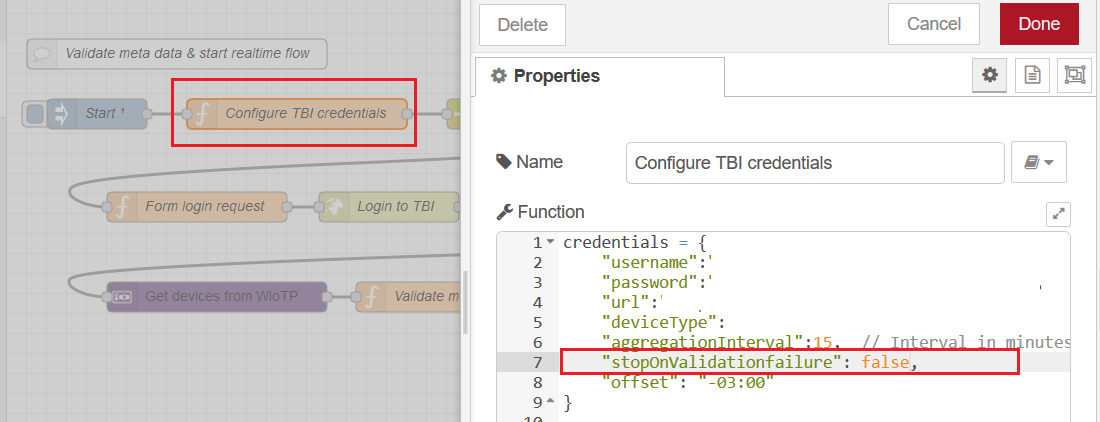 Delete
Cancel
Done
Validate meta data & start realtime flow
Properties
Start ¹
Configure TBI credentials
Name
Configure TBI credentials
Form login request
Login to TBI
Function
1 credentials = {
2 "username":'
3 "password":' '
4 "url":'
5 "deviceType":
6 "aggregationInterval":15, // Interval in minutes
7 "stopOnValidationfailure": false,
8 "offset": "-03:00"
9 }
10
Get devices from WIoTP
Validate m